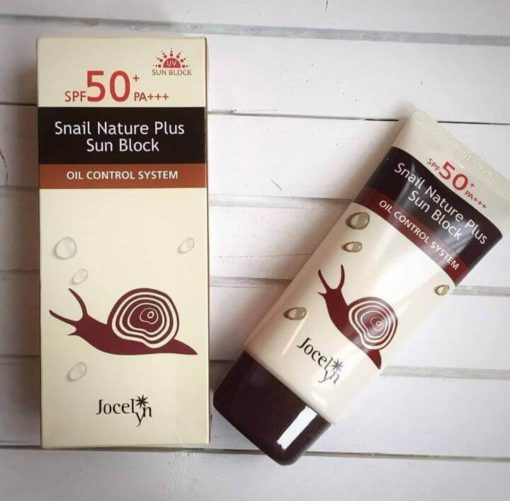 UV
SUN BLOCK
SPF50+ PA+++
Snail Nature Plus
Sun Block
OIL CONTROL SYSTEM
Jocelyn
SPF50+ PA+++
Snail Nature Plus
Sun Block
OIL CONTROL SYSTEM
Jocelyn